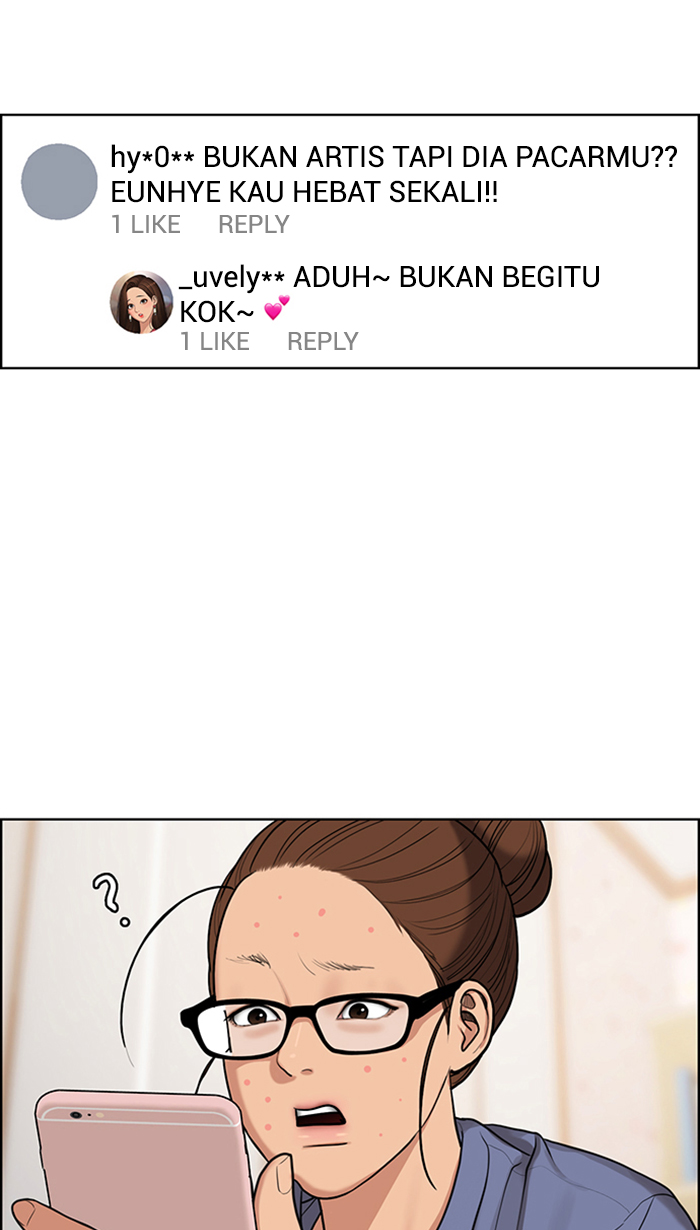 hy*0** BUKAN ARTIS TAPI DIA PACARMU??
EUNHYE KAU HEBAT SEKALI!!
1 LIKE REPLY
_uvely** ADUH~ BUKAN BEGITU
KOK~ 💕
1 LIKE REPLY
?